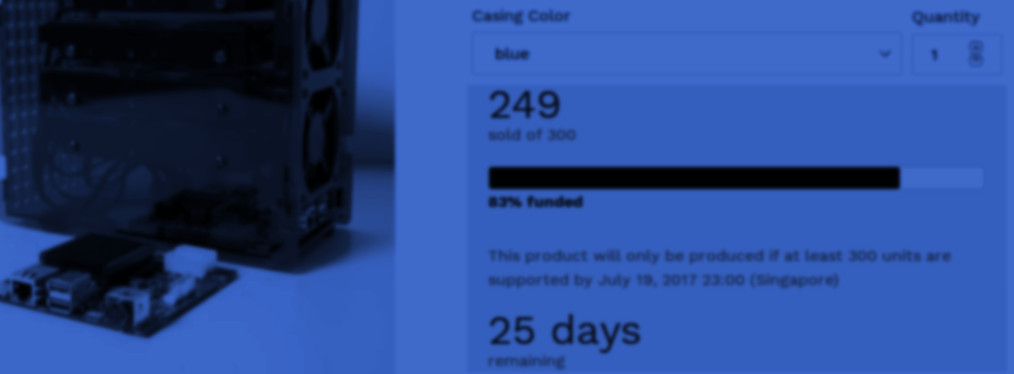 Casing Color
Quantity
blue
1
249
sold of 300
83% funded
This product will only be produced if at least 300 units are
supported by July 19, 2017 23:00 (Singapore)
25 days
remaining